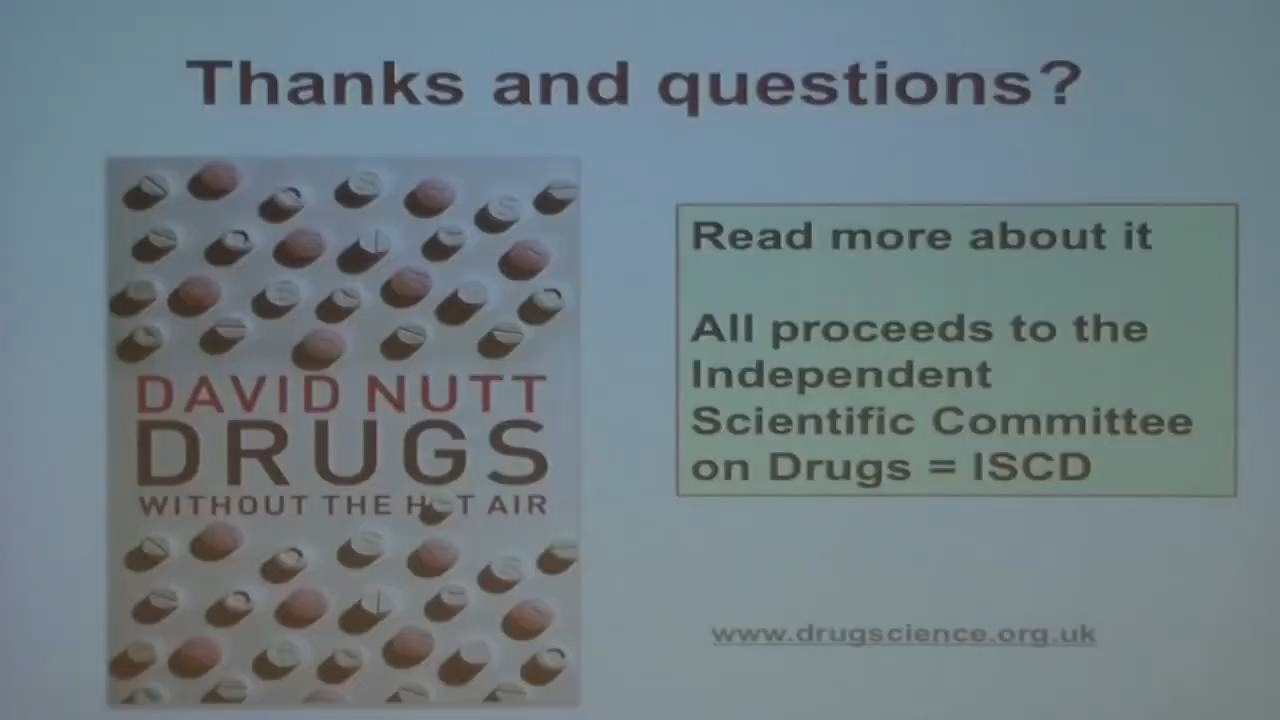 Thanks and questions?
DAVID NUTT
DRUGS
WITHOUT THE HOT AIR
Read more about it
All proceeds to the
Independent
Scientific Committee
on Drugs = ISCD
www.drugscience.org.uk